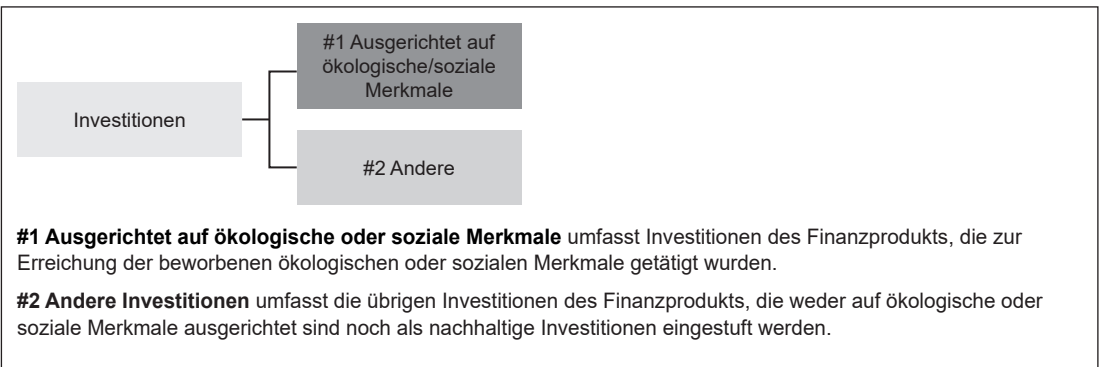 #1 Ausgerichtet auf
ökologische/soziale
Merkmale
Investitionen
#2 Andere
#1 Ausgerichtet auf ökologische oder soziale Merkmale umfasst Investitionen des Finanzprodukts, die zur
Erreichung der beworbenen ökologischen oder sozialen Merkmale getätigt wurden.
#2 Andere Investitionen umfasst die übrigen Investitionen des Finanzprodukts, die weder auf ökologische oder
soziale Merkmale ausgerichtet sind noch als nachhaltige Investitionen eingestuft werden.